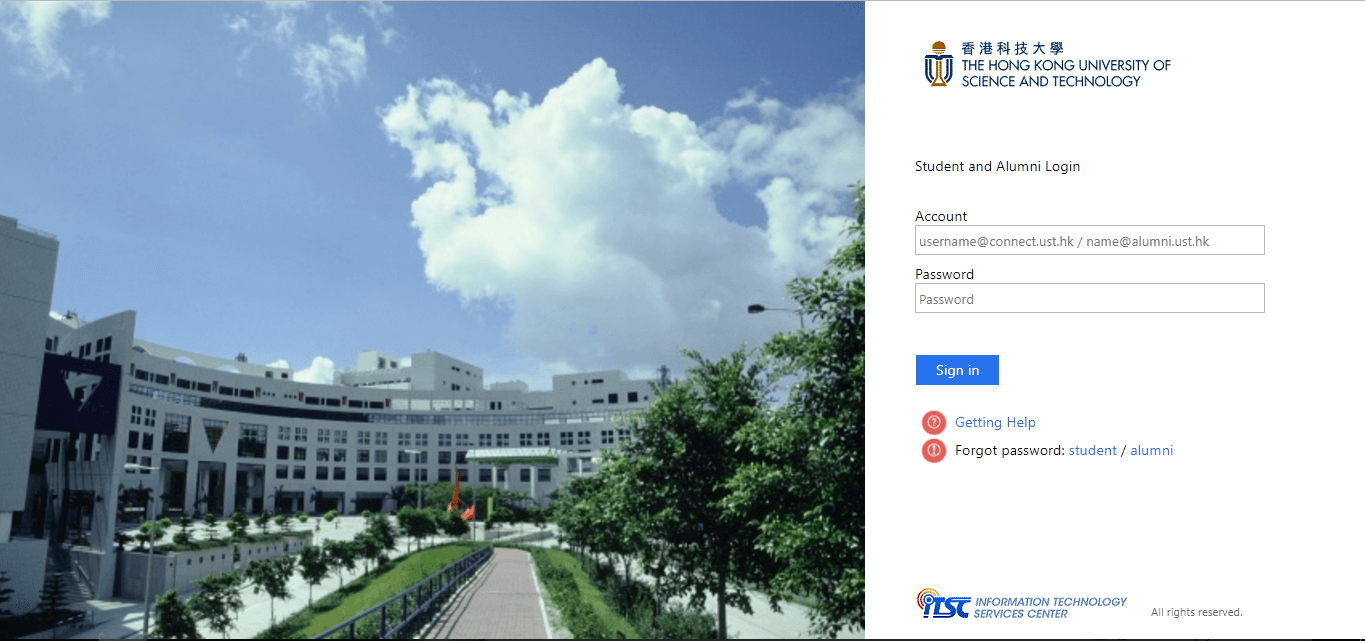 香港科技大學
THE HONG KONG UNIVERSITY OF
SCIENCE AND TECHNOLOGY
Student and Alumni Login
Account
username@connect.ust.hk / name@alumni.ust.hk
Password
Password
Sign in
Getting Help
Forgot password: student / alumni
ITSC INFORMATION TECHNOLOGY
SERVICES CENTER
All rights reserved.